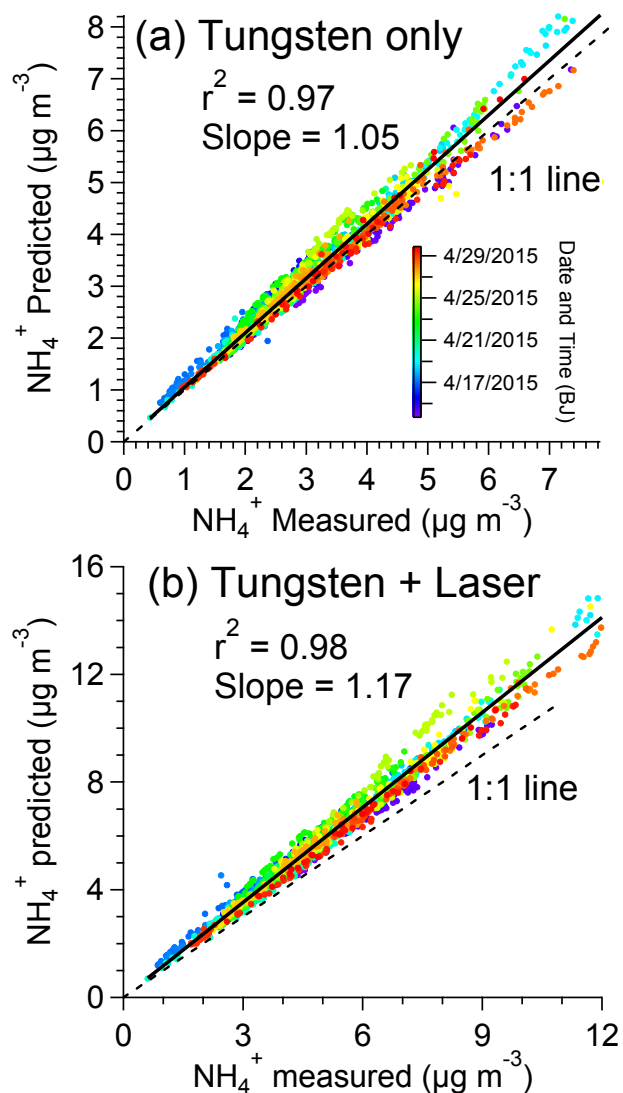 (a) Tungsten only
r² = 0.97
Slope = 1.05
1:1 line
NH₄⁺ Predicted (µg m⁻³)
8
7
6
5
4
3
2
1
0
4/29/2015
4/25/2015
4/21/2015
4/17/2015
Date and Time (BJ)
0 1 2 3 4 5 6 7
NH₄⁺ Measured (µg m⁻³)
(b) Tungsten + Laser
r² = 0.98
Slope = 1.17
1:1 line
NH₄⁺ predicted (µg m⁻³)
16
12
8
4
0
0 3 6 9 12
NH₄⁺ measured (µg m⁻³)